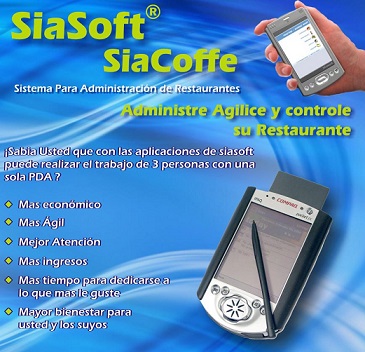 SiaSoft®
SiaCoffe
Sistema Para Administración de Restaurantes
Administre Agilice y controle
su Restaurante
¡Sabia Usted que con las aplicaciones de siasoft
puede realizar el trabajo de 3 personas con una
sola PDA ?
Mas económico
Mas Ágil
Mejor Atención
Mas ingresos
Mas tiempo para dedicarse a
lo que mas le guste.
Mayor bienestar para
usted y los suyos
COMPAQ